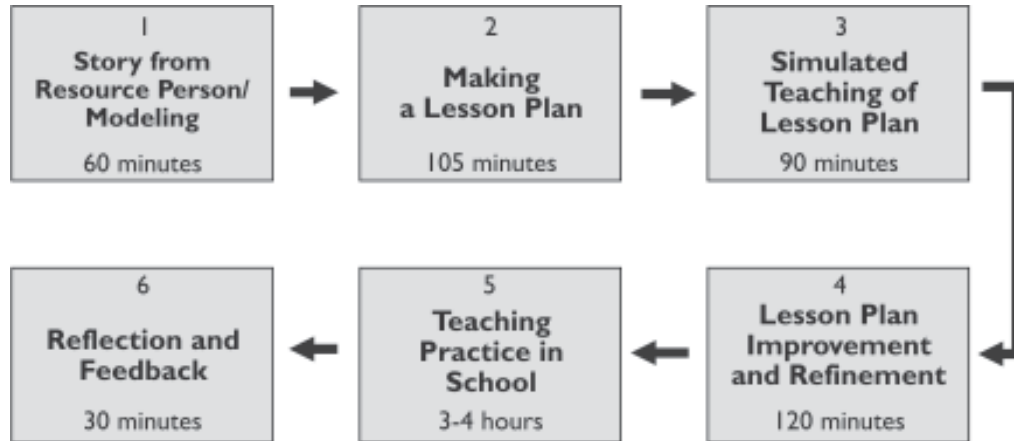 1
Story from
Resource Person/
Modeling
60 minutes
2
Making
a Lesson Plan
105 minutes
3
Simulated
Teaching of
Lesson Plan
90 minutes
4
Lesson Plan
Improvement
and Refinement
120 minutes
5
Teaching
Practice in
School
3-4 hours
6
Reflection and
Feedback
30 minutes